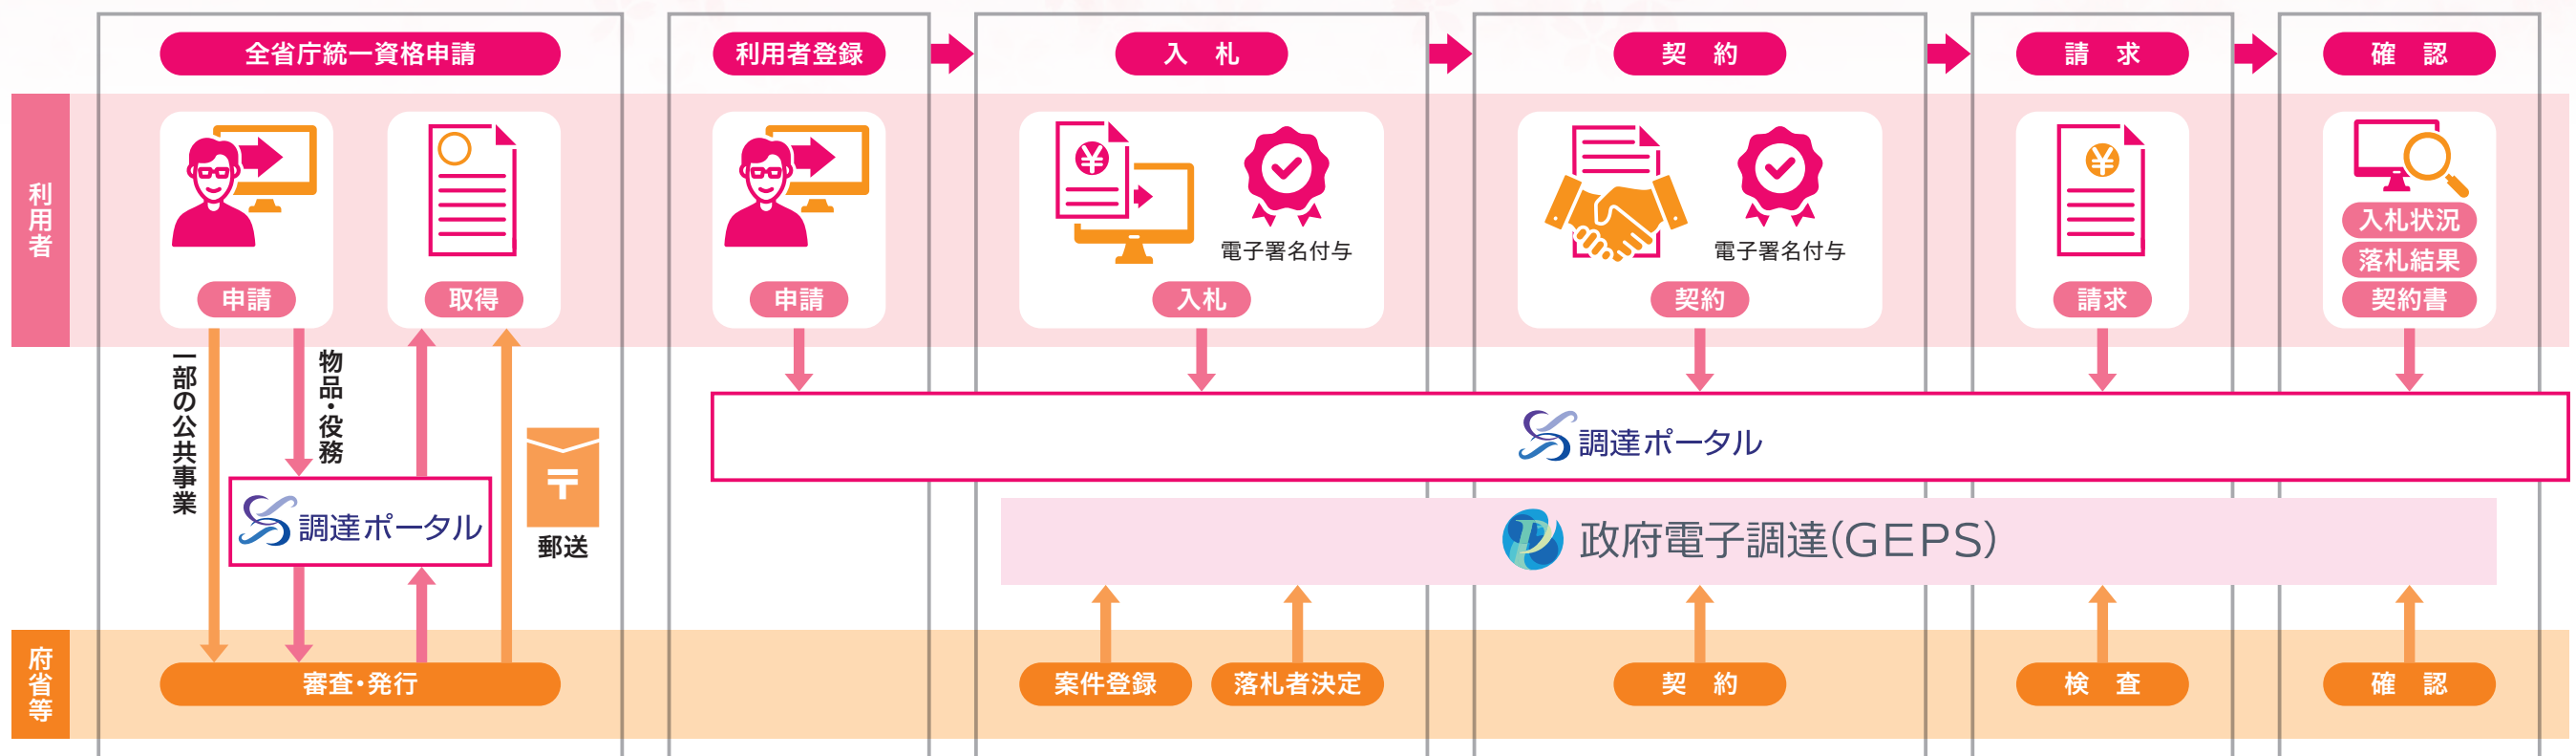 全省庁統一資格申請
利用者登録
入　札
契　約
請　求
確　認
利用者
申請
取得
申請
電子署名付与
入札
電子署名付与
契約
¥
¥
請求
入札状況
落札結果
契約書
一部の公共事業
物品・役務
調達ポータル
〒
郵送
調達ポータル
政府電子調達(GEPS)
府省等
審査・発行
案件登録
落札者決定
契　約
検　査
確　認